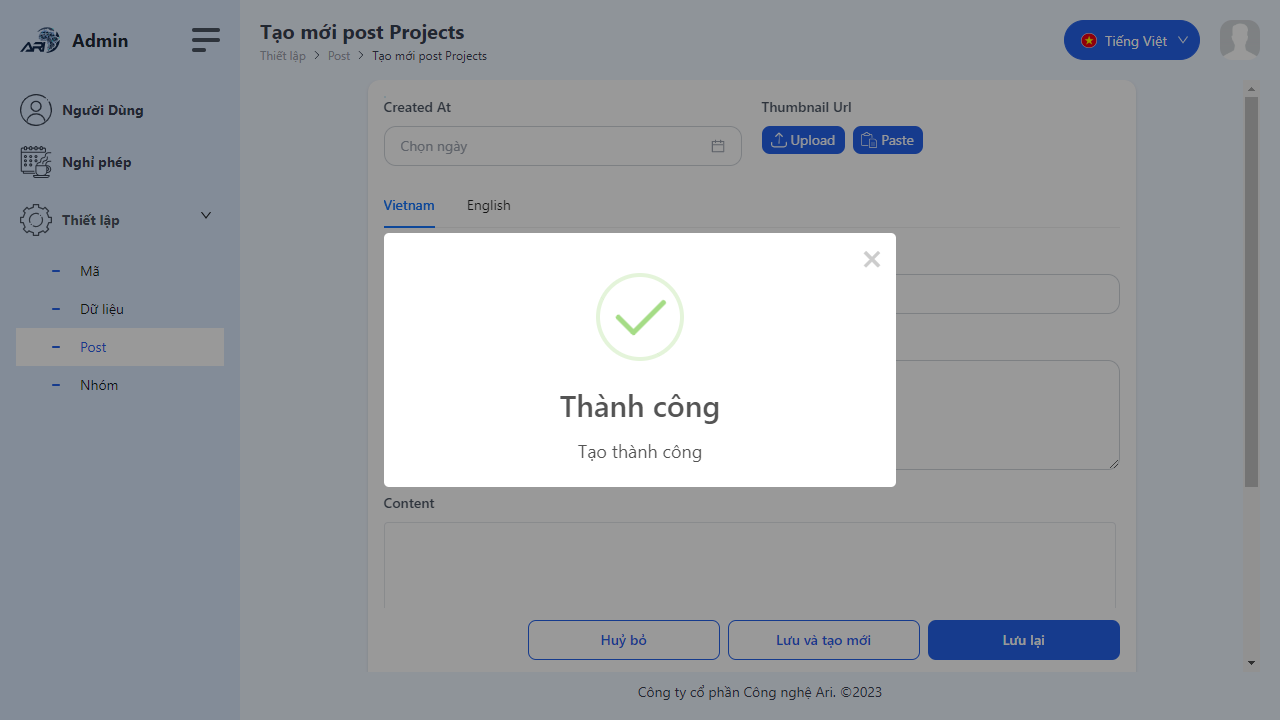 ARI Admin
Người Dùng
Nghỉ phép
Thiết lập
Mã
Dữ liệu
Post
Nhóm
Tạo mới post Projects
Thiết lập > Post > Tạo mới post Projects
Tiếng Việt
Created At
Chọn ngày
Thumbnail Url
Upload
Paste
Vietnam
English
Thành công
Tạo thành công
Content
Huỷ bỏ
Lưu và tạo mới
Lưu lại
Công ty cổ phần Công nghệ Ari. ©2023